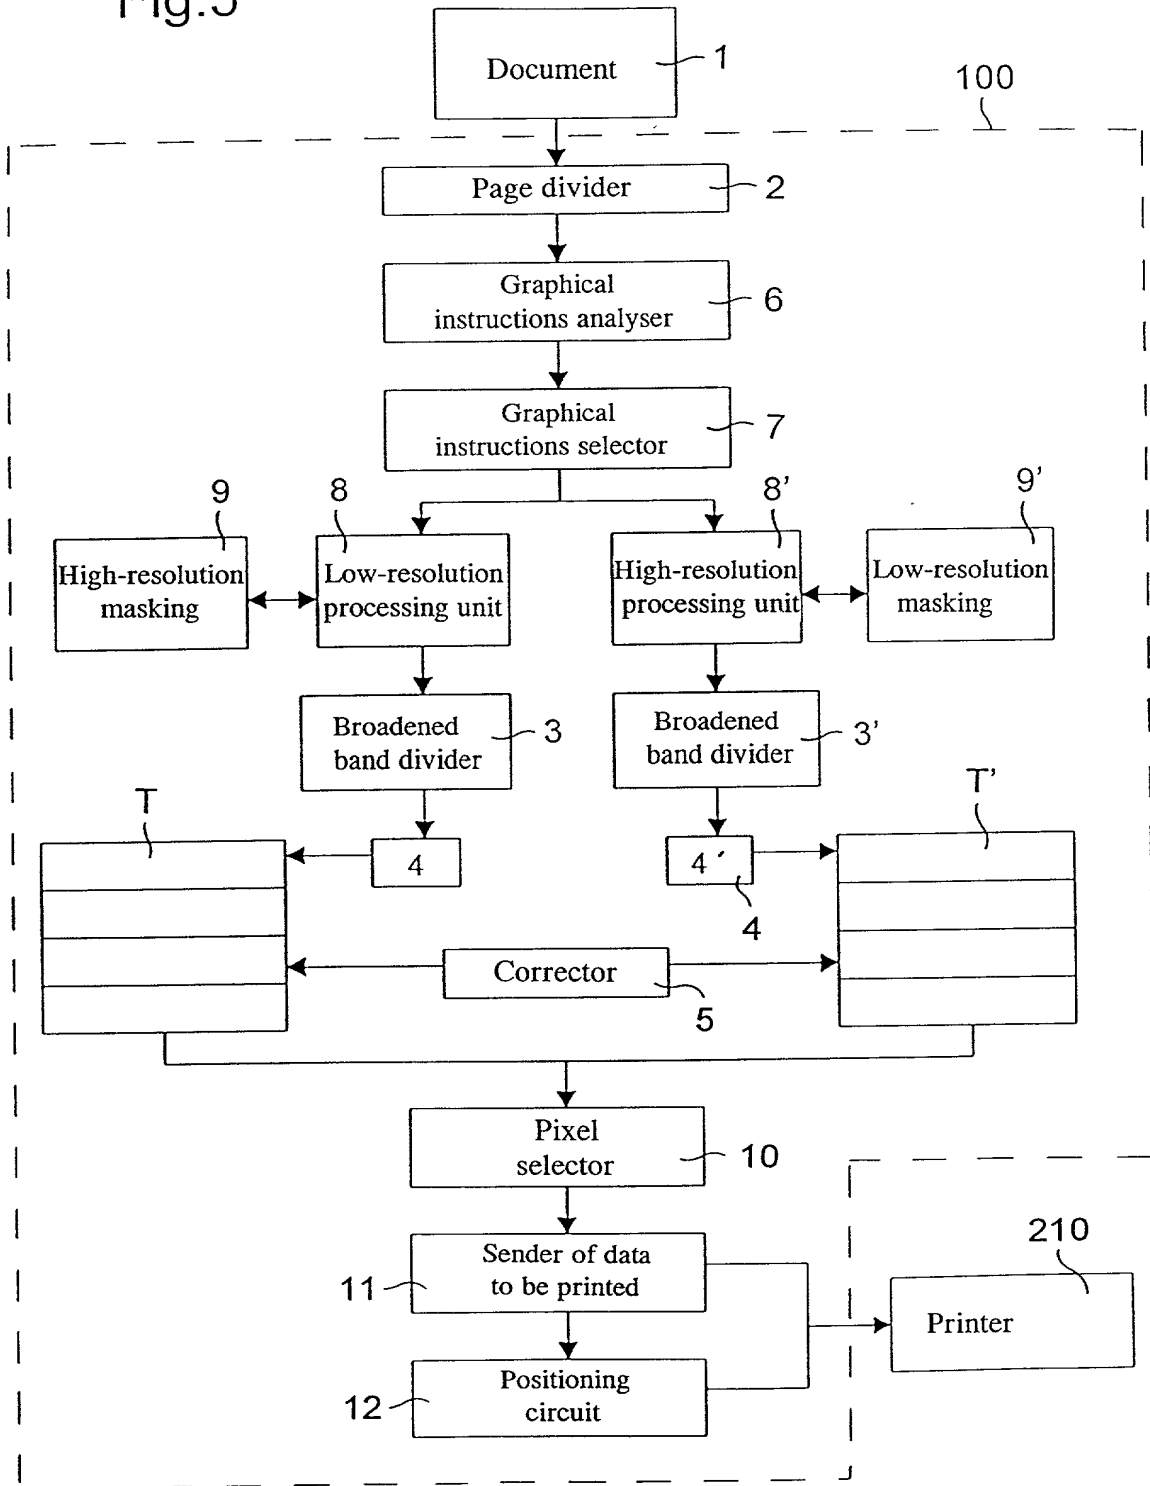 Fig.5
Document
1
100
Page divider
2
Graphical
instructions analyser
6
Graphical
instructions selector
7
9
8
8'
9'
High-resolution
masking
Low-resolution
processing unit
High-resolution
processing unit
Low-resolution
masking
Broadened
band divider
3
Broadened
band divider
3'
T
T'
4
4'
4
Corrector
5
Pixel
selector
10
Sender of data
to be printed
11
210
Printer
Positioning
circuit
12